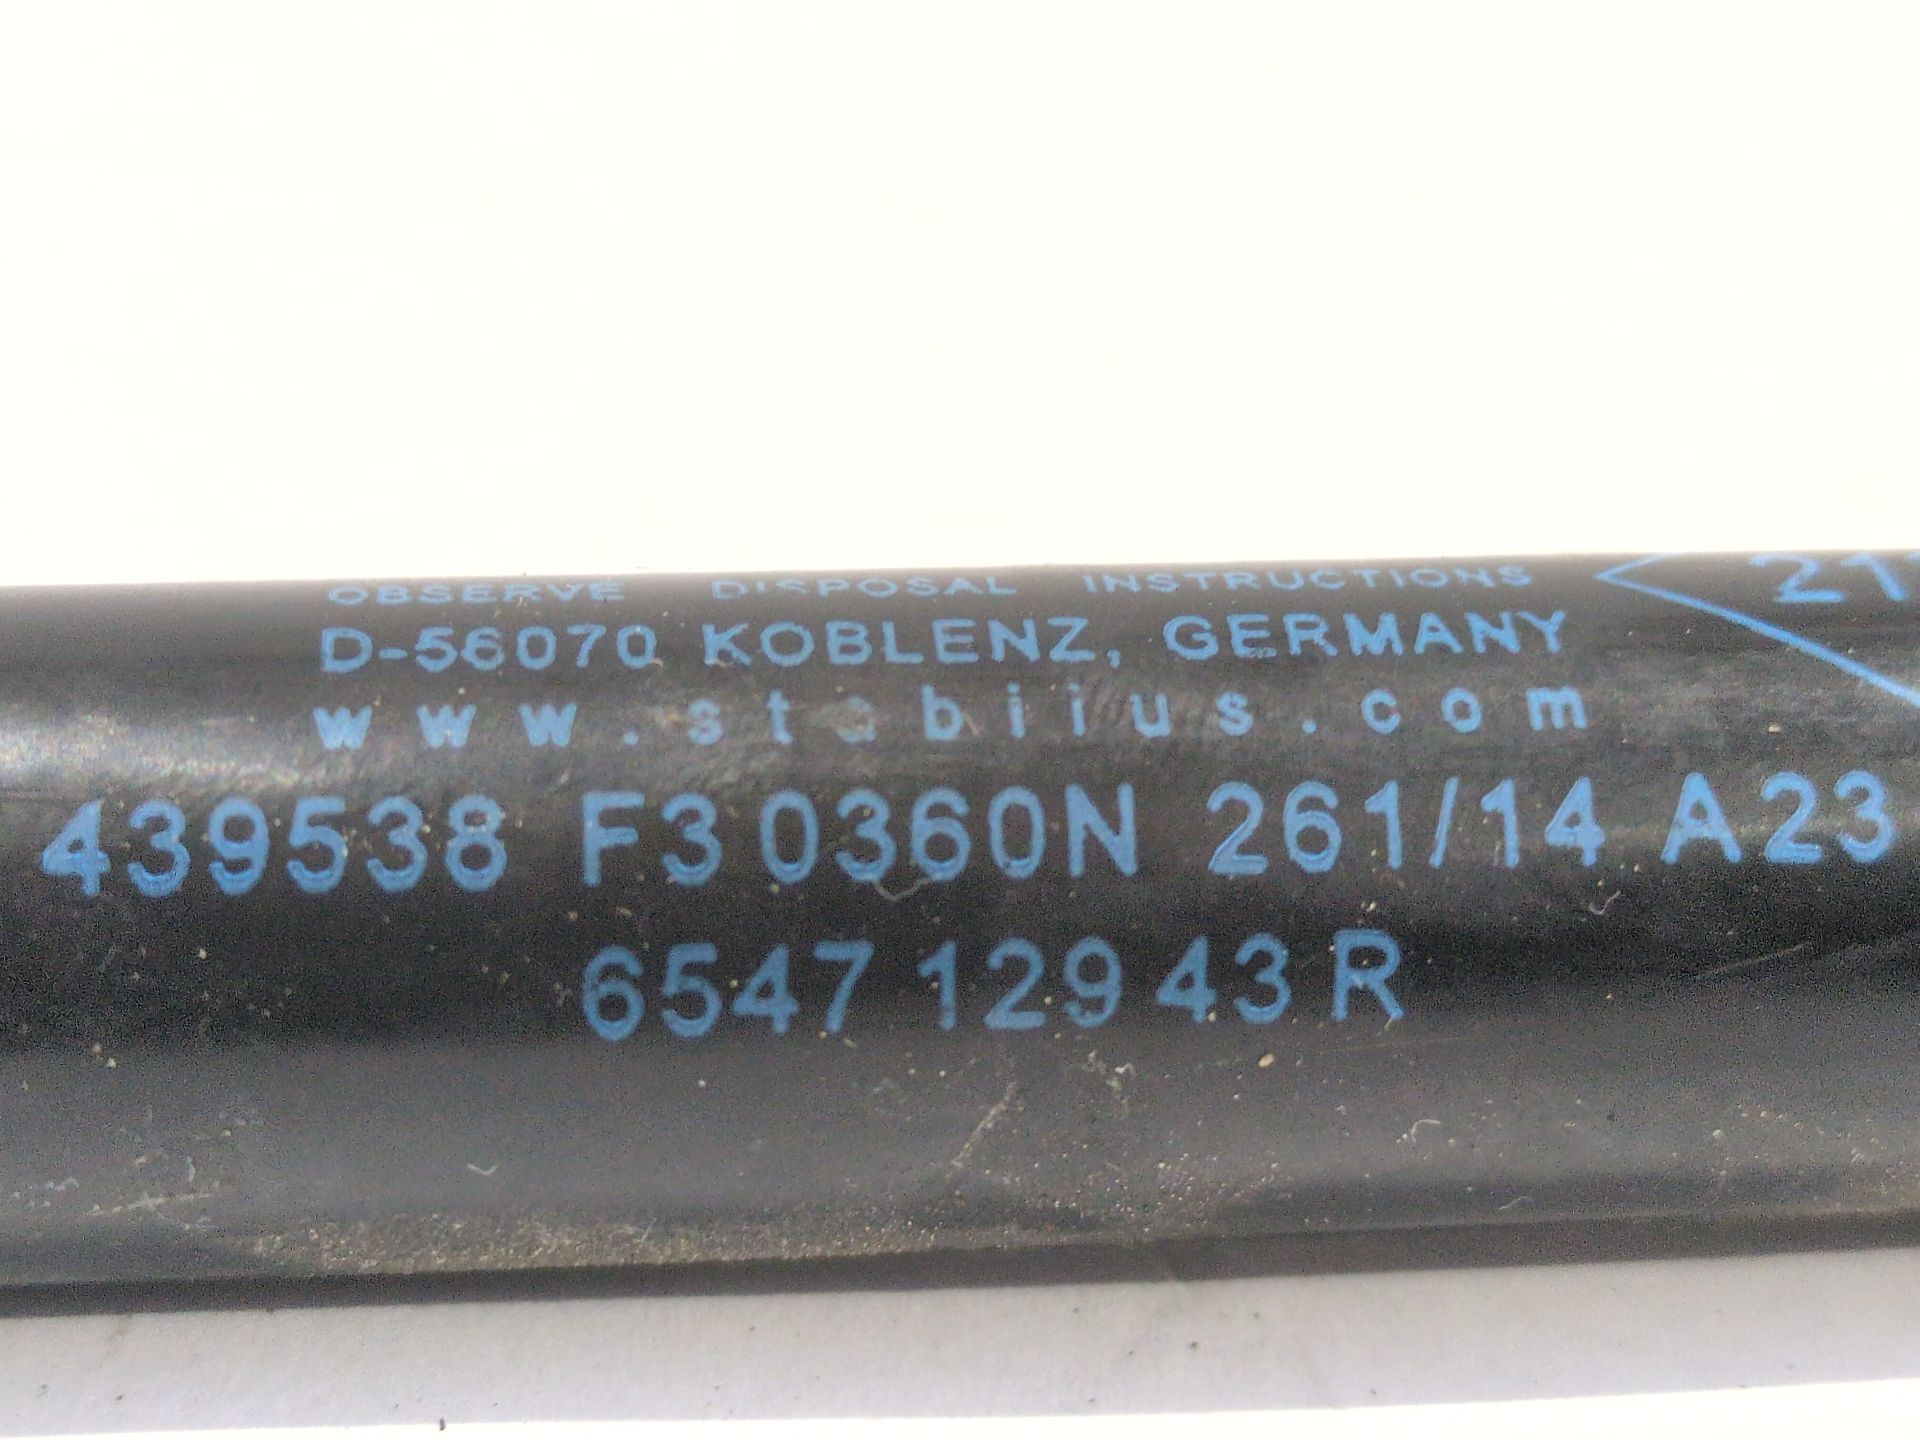 OBSERVE DISPOSAL INSTRUCTIONS
D-56070 KOBLENZ, GERMANY
www.stabilus.com
439538 F3 0360N 261/14 A23
6547 129 43 R